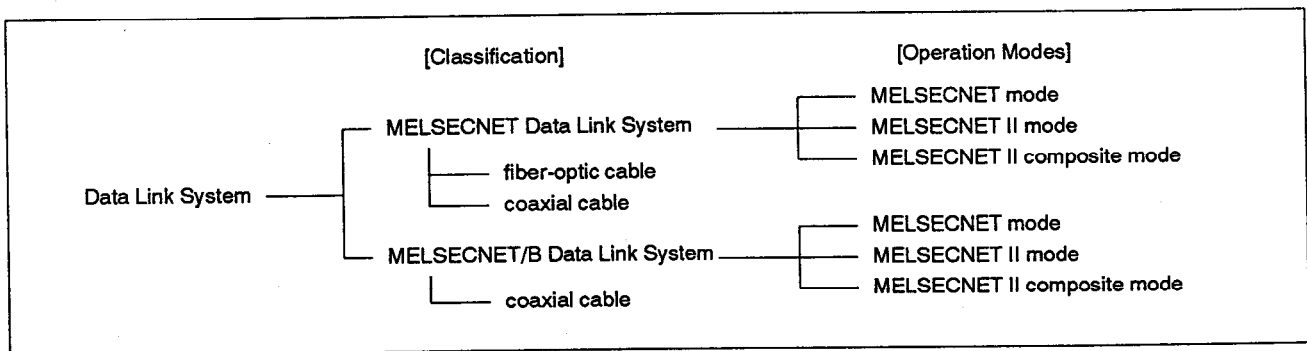 [Classification] [Operation Modes]
MELSECNET mode
MELSECNET Data Link System MELSECNET II mode
MELSECNET II composite mode
fiber-optic cable
Data Link System
coaxial cable
MELSECNET mode
MELSECNET/B Data Link System MELSECNET II mode
MELSECNET II composite mode
coaxial cable